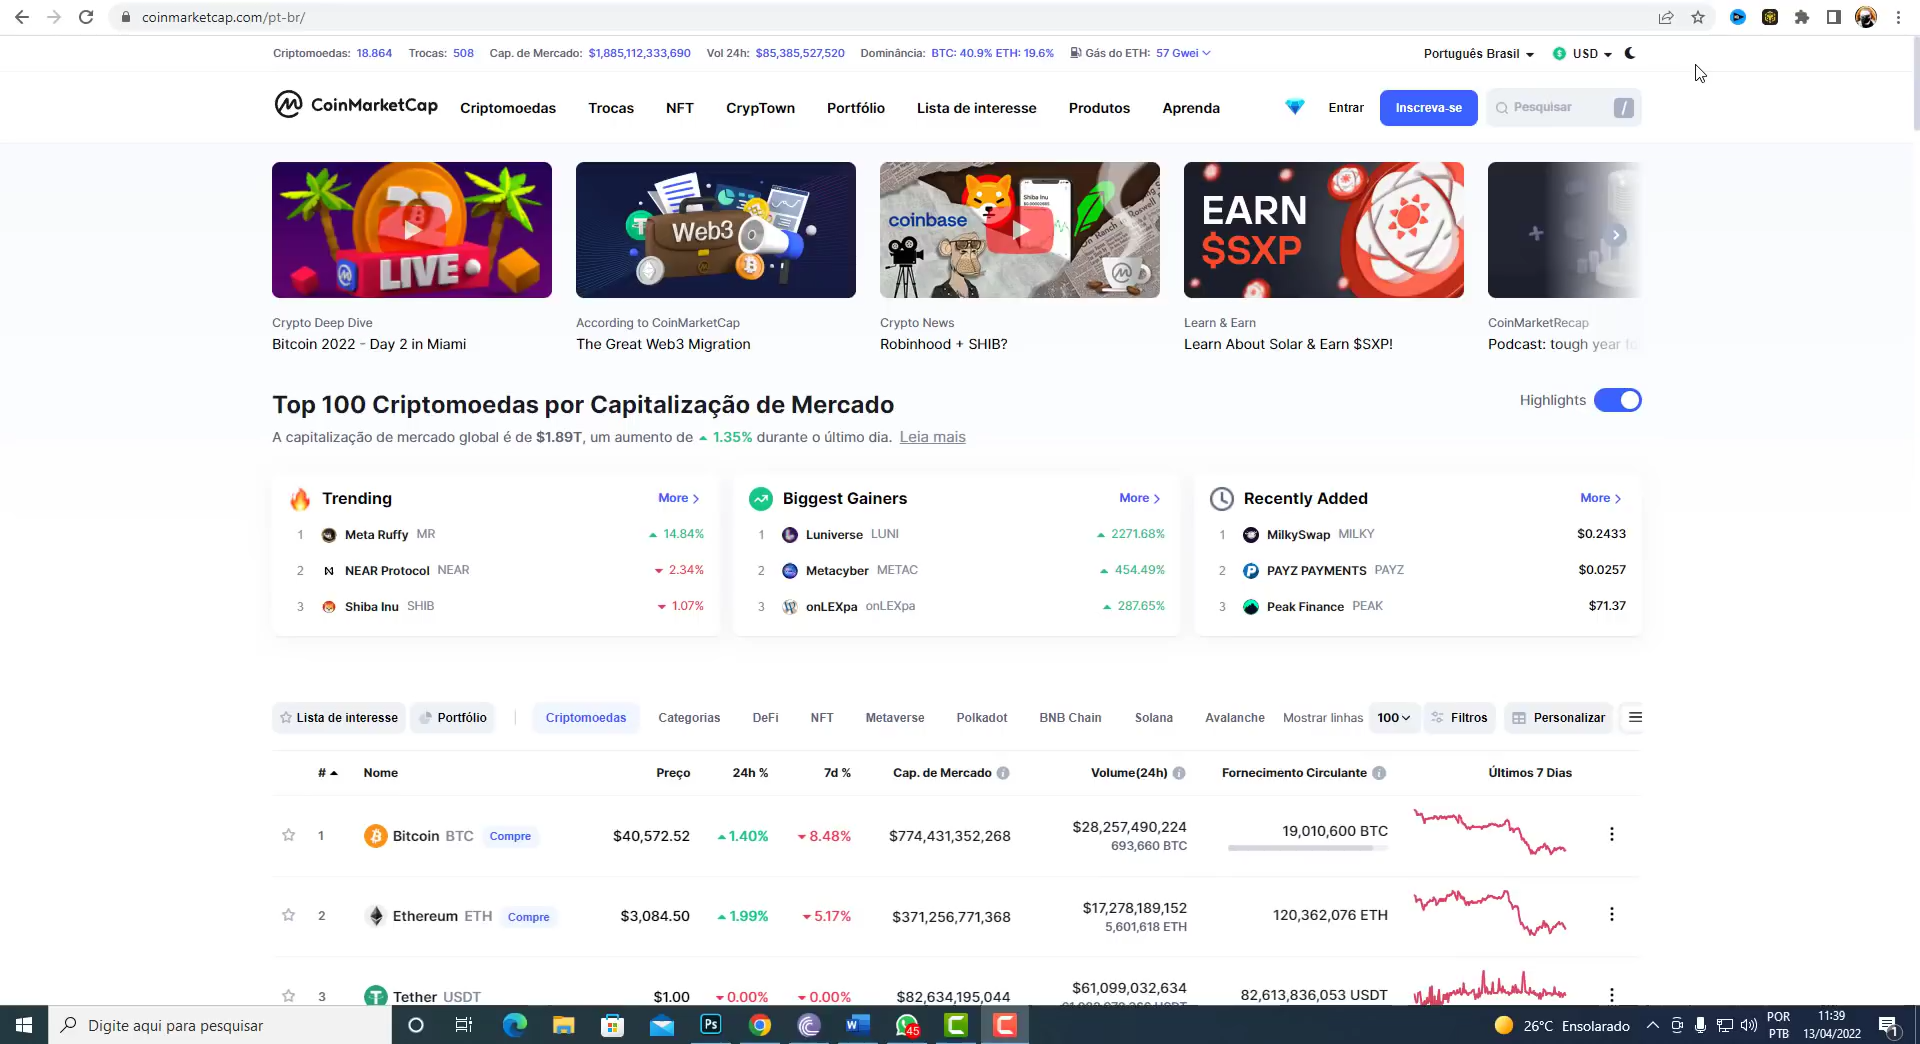 coinmarketcap.com/pt-br/
Criptomoedas: 18.864 Trocas: 508 Cap. de Mercado: $1,885,112,333,690 Vol 24h: $85,385,527,520 Dominância: BTC: 40.9% ETH: 19.6% Gás do ETH: 57 Gwei Português Brasil USD
CoinMarketCap Criptomoedas Trocas NFT CrypTown Portfólio Lista de interesse Produtos Aprenda Entrar Inscreva-se Pesquisar /
LIVE
Web3
coinbase
Shiba Inu
EARN
$SXP
Crypto Deep Dive
Bitcoin 2022 - Day 2 in Miami
According to CoinMarketCap
The Great Web3 Migration
Crypto News
Robinhood + SHIB?
Learn & Earn
Learn About Solar & Earn $SXP!
CoinMarketRecap
Podcast: tough year fo
Top 100 Criptomoedas por Capitalização de Mercado
Highlights
A capitalização de mercado global é de $1.89T, um aumento de 1.35% durante o último dia. Leia mais
Trending More
1 Meta Ruffy MR 14.84%
2 NEAR Protocol NEAR 2.34%
3 Shiba Inu SHIB 1.07%
Biggest Gainers More
1 Luniverse LUNI 2271.68%
2 Metacyber METAC 454.49%
3 onLEXpa onLEXpa 287.65%
Recently Added More
1 MilkySwap MILKY $0.2433
2 PAYZ PAYMENTS PAYZ $0.0257
3 Peak Finance PEAK $71.37
Lista de interesse Portfólio Criptomoedas Categorias DeFi NFT Metaverse Polkadot BNB Chain Solana Avalanche Mostrar linhas 100 Filtros Personalizar
# Nome Preço 24h % 7d % Cap. de Mercado Volume(24h) Fornecimento Circulante Últimos 7 Dias
1 Bitcoin BTC Compre $40,572.52 1.40% 8.48% $774,431,352,268 $28,257,490,224 19,010,600 BTC
693,660 BTC
2 Ethereum ETH Compre $3,084.50 1.99% 5.17% $371,256,771,368 $17,278,189,152 120,362,076 ETH
5,601,618 ETH
3 Tether USDT $1.00 0.00% 0.00% $82,634,195,044 $61,099,032,634 82,613,836,053 USDT
Digite aqui para pesquisar
Ps
45
26°C Ensolarado
POR
PTB
11:39
13/04/2022
1